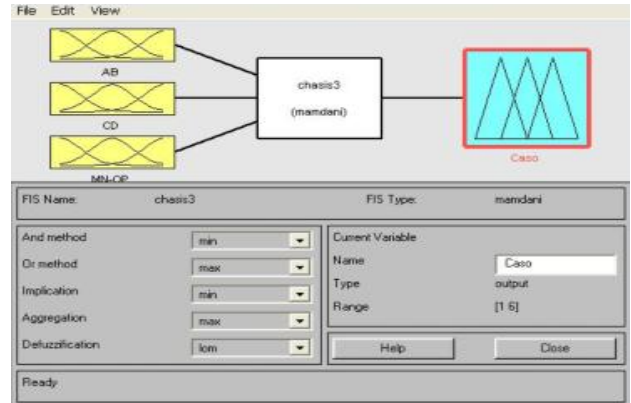 File Edit View
AB
CD
MN-OP
chasis3
(mamdani)
Caso
FIS Name: chasis3 FIS Type: mamdani
And method min
Or method max
Implication min
Aggregation max
Defuzzification lom
Current Variable
Name Caso
Type output
Range [1 6]
Help Close
Ready